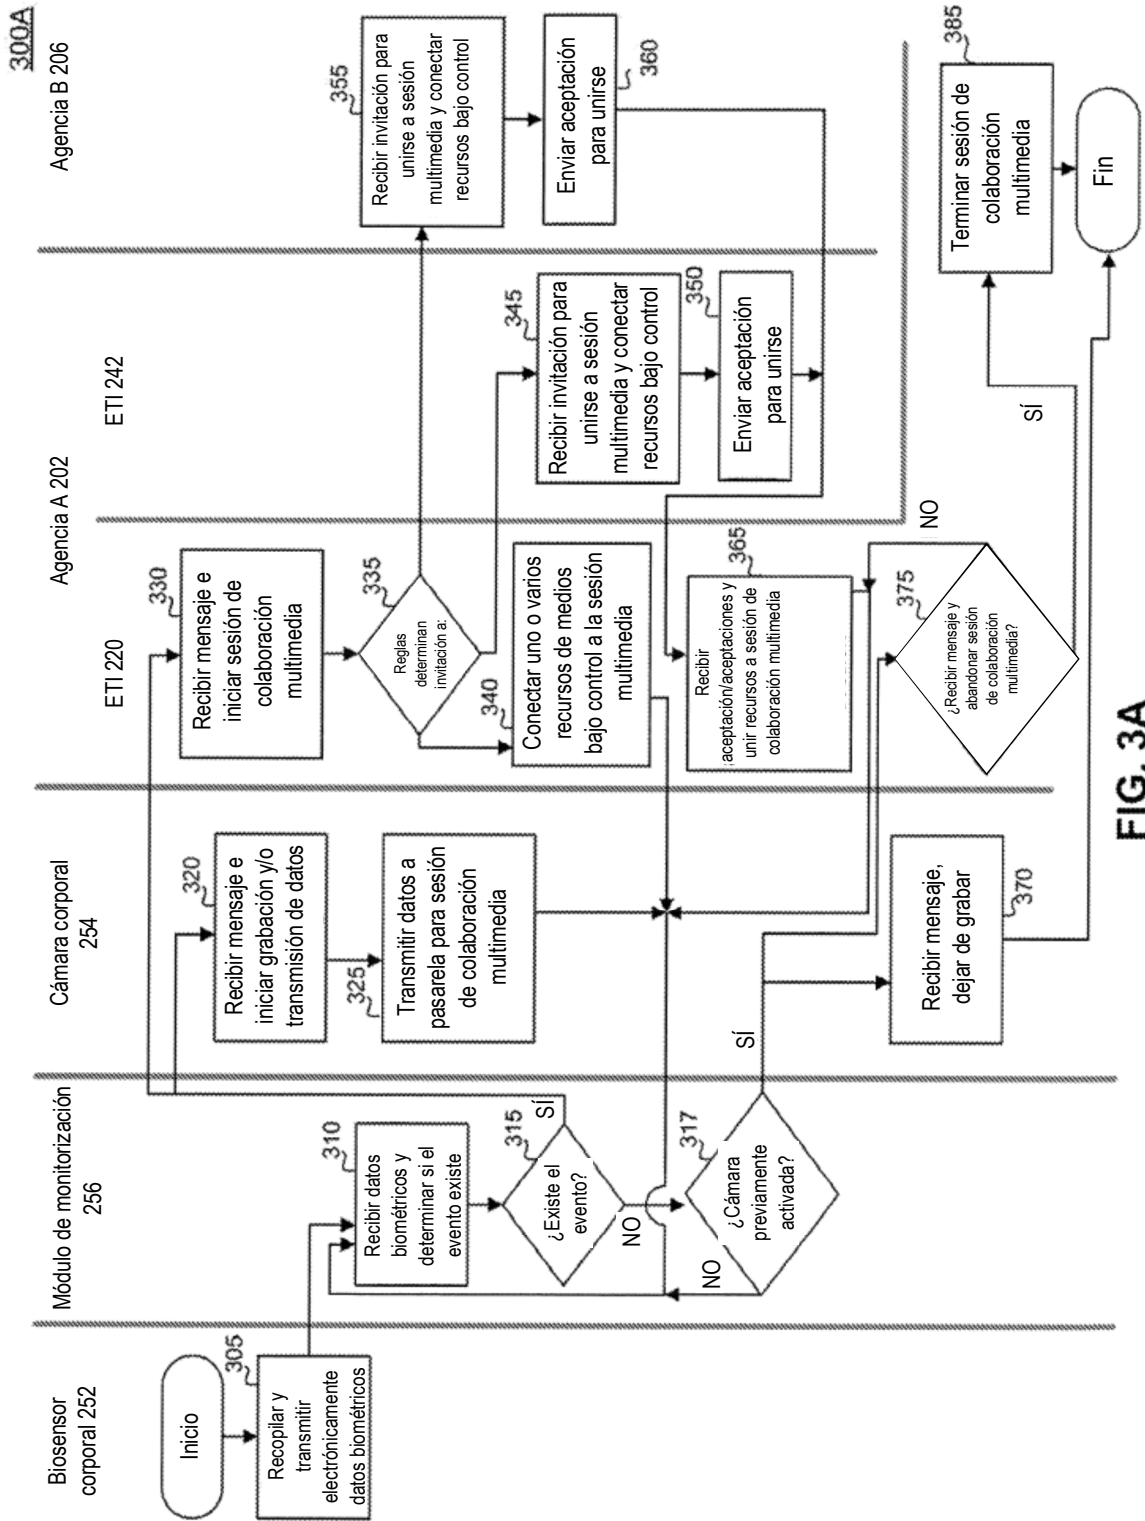 300A
Biosensor
corporal 252
Módulo de monitorización
256
Cámara corporal
254
Agencia A 202
ETI 220
ETI 242
Agencia B 206
Inicio
305
Recopilar y
transmitir
electrónicamente
datos biométricos
310
Recibir datos
biométricos y
determinar si el
evento existe
315
¿Existe el
evento?
SÍ
NO
317
¿Cámara
previamente
activada?
NO
SÍ
320
Recibir mensaje e
iniciar grabación y/o
transmisión de datos
325
Transmitir datos a
pasarela para sesión
de colaboración
multimedia
330
Recibir mensaje e
iniciar sesión de
colaboración
multimedia
335
Reglas
determinan
invitación a:
340
Conectar uno o varios
recursos de medios
bajo control a la sesión
multimedia
345
Recibir invitación para
unirse a sesión
multimedia y conectar
recursos bajo control
350
Enviar aceptación
para unirse
355
Recibir invitación para
unirse a sesión
multimedia y conectar
recursos bajo control
360
Enviar aceptación
para unirse
365
Recibir
aceptación/aceptaciones y
unir recursos a sesión de
colaboración multimedia
370
Recibir mensaje,
dejar de grabar
375
¿Recibir mensaje y
abandonar sesión
de colaboración
multimedia?
NO
SÍ
385
Terminar sesión de
colaboración
multimedia
Fin
FIG. 3A